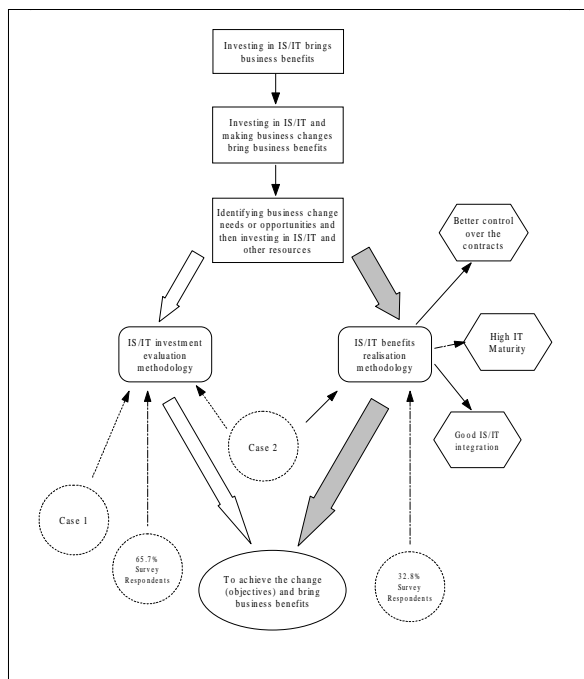 Investing in IS/IT brings
business benefits
Investing in IS/IT and
making business changes
bring business benefits
Identifying business change
needs or opportunities and
then investing in IS/IT and
other resources
Better control
over the
contracts
IS/IT investment
evaluation
methodology
IS/IT benefits
realisation
methodology
High IT
Maturity
Good IS/IT
integration
Case 2
Case 1
65.7%
Survey
Respondents
To achieve the change
(objectives) and bring
business benefits
32.8%
Survey
Respondents